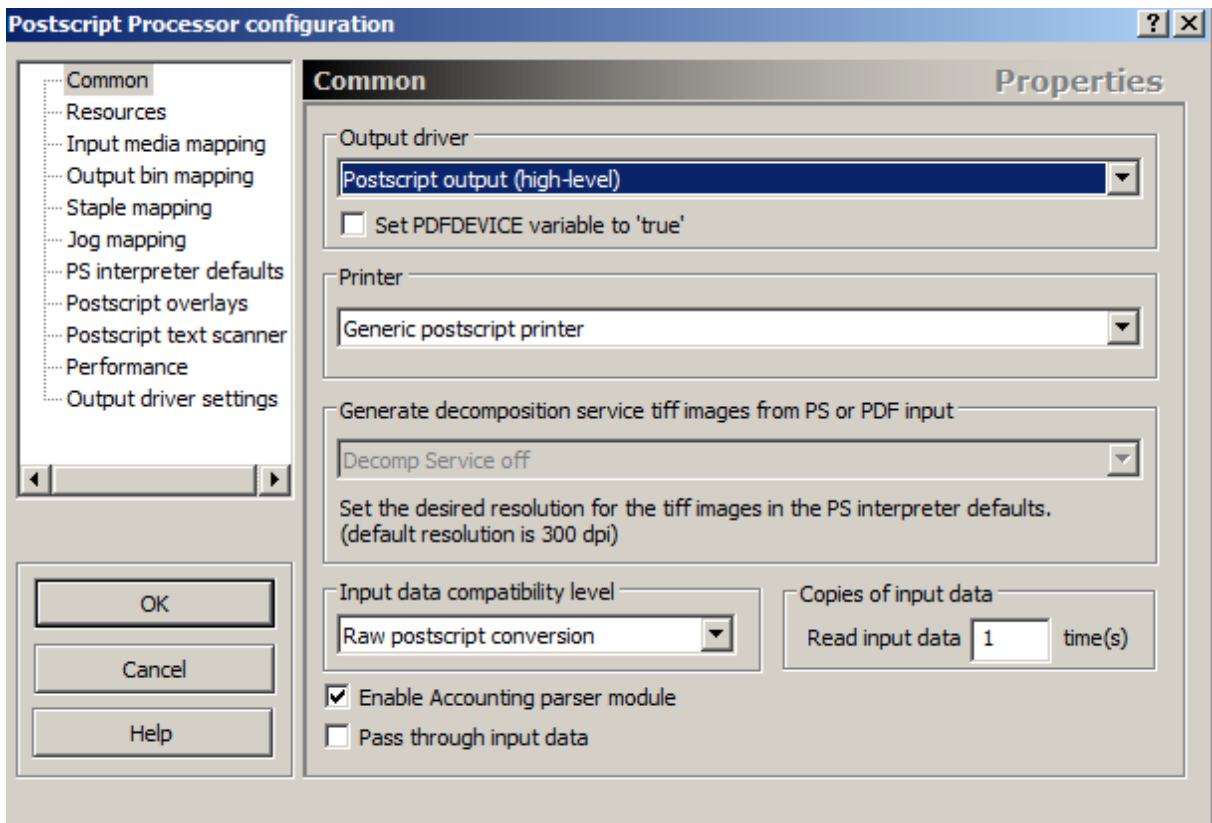 Postscript Processor configuration
Common
Resources
Input media mapping
Output bin mapping
Staple mapping
Jog mapping
PS interpreter defaults
Postscript overlays
Postscript text scanner
Performance
Output driver settings
OK
Cancel
Help
Common Properties
Output driver
Postscript output (high-level)
Set PDFDEVICE variable to 'true'
Printer
Generic postscript printer
Generate decomposition service tiff images from PS or PDF input
Decomp Service off
Set the desired resolution for the tiff images in the PS interpreter defaults.
(default resolution is 300 dpi)
Input data compatibility level
Raw postscript conversion
Copies of input data
Read input data 1 time(s)
Enable Accounting parser module
Pass through input data